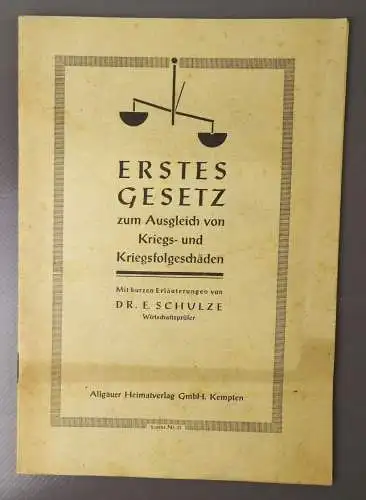 ERSTES
GESETZ
zum Ausgleich von
Kriegs- und
Kriegsfolgeschäden
Mit kurzen Erläuterungen von
DR. E. SCHULZE
Wirtschaftsprüfer
Allgäuer Heimatverlag GmbH. Kempten